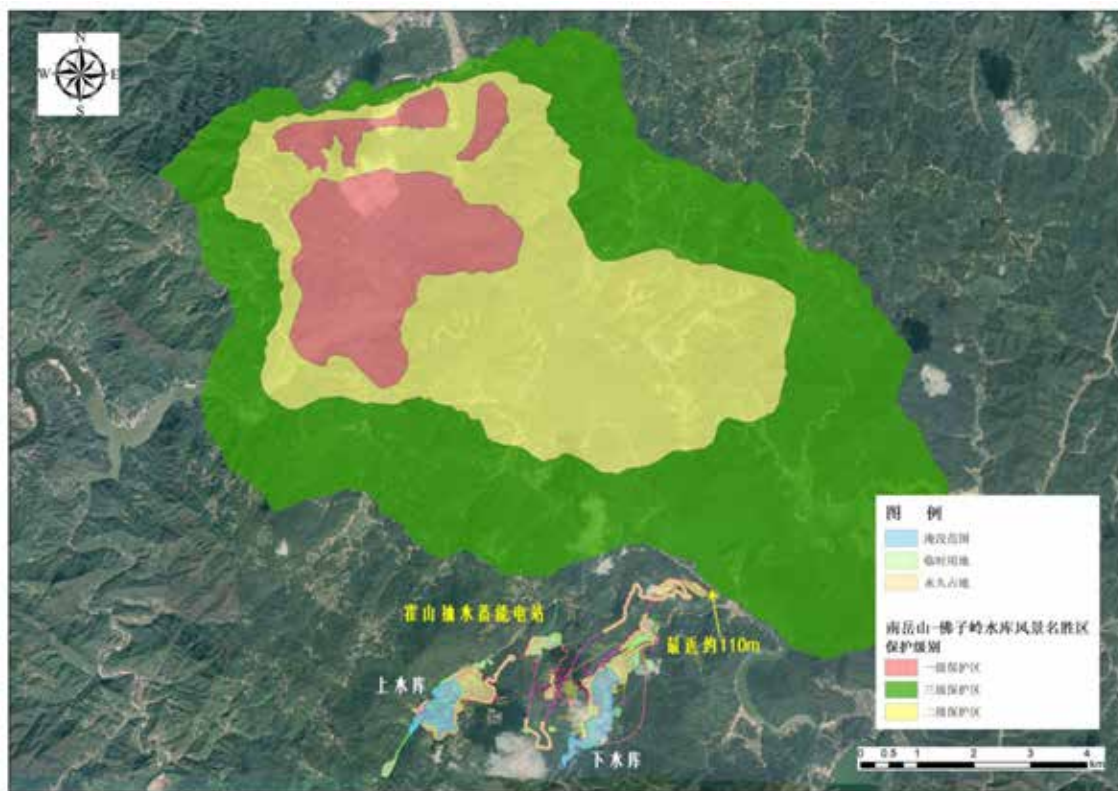 N
W E
S
霍山抽水蓄能电站
最近约110m
上水库
下水库
图 例
淹没范围
临时用地
永久占地
南岳山-佛子岭水库风景名胜区
保护级别
一级保护区
三级保护区
二级保护区
0 0.5 1 2 3 4
km